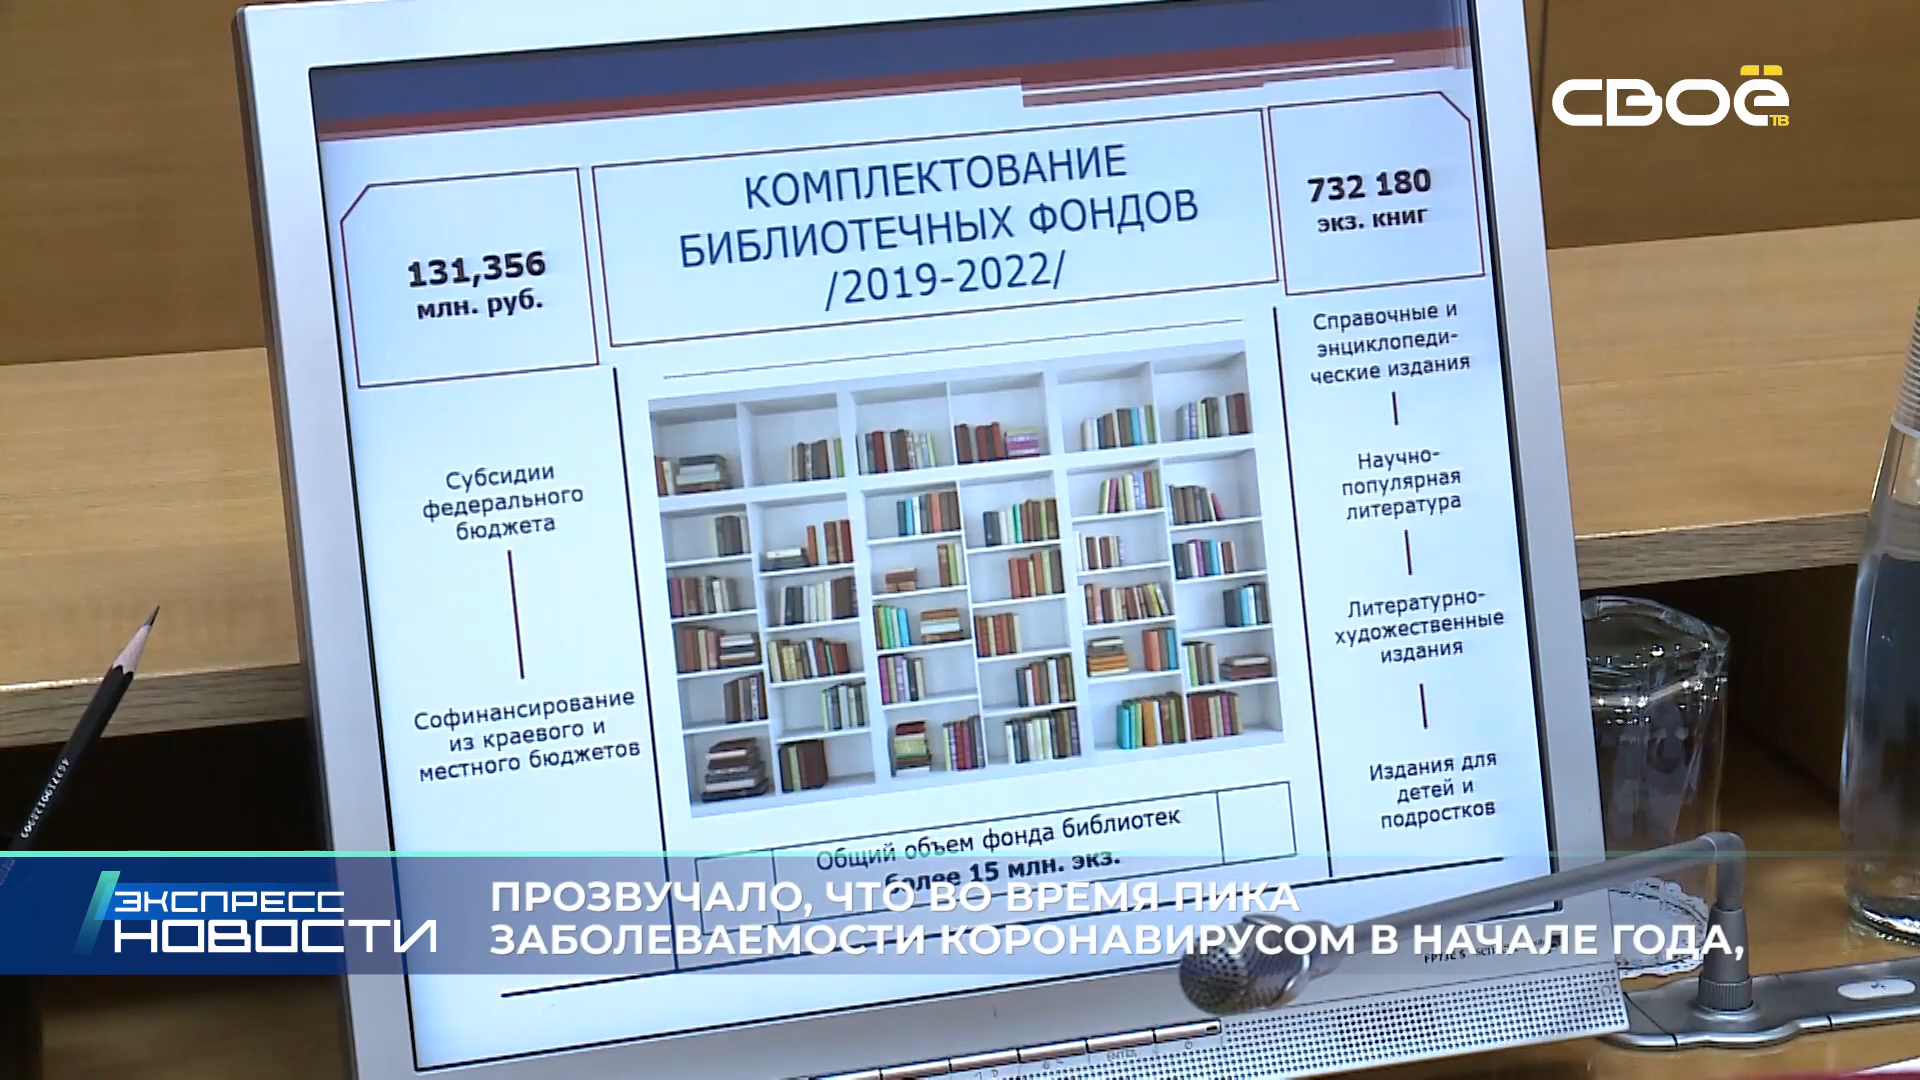 СВОЁ
ТВ
131,356
млн. руб.
КОМПЛЕКТОВАНИЕ
БИБЛИОТЕЧНЫХ ФОНДОВ
/2019-2022/
732 180
экз. книг
Субсидии
федерального
бюджета
Софинансирование
из краевого и
местного бюджетов
Справочные и
энциклопеди-
ческие издания
Научно-
популярная
литература
Литературно-
художественные
издания
Издания для
детей и
подростков
Общий объем фонда библиотек
более 15 млн. экз.
ЭКСПРЕСС
НОВОСТИ
ПРОЗВУЧАЛО, ЧТО ВО ВРЕМЯ ПИКА
ЗАБОЛЕВАЕМОСТИ КОРОНАВИРУСОМ В НАЧАЛЕ ГОДА,
ENTER